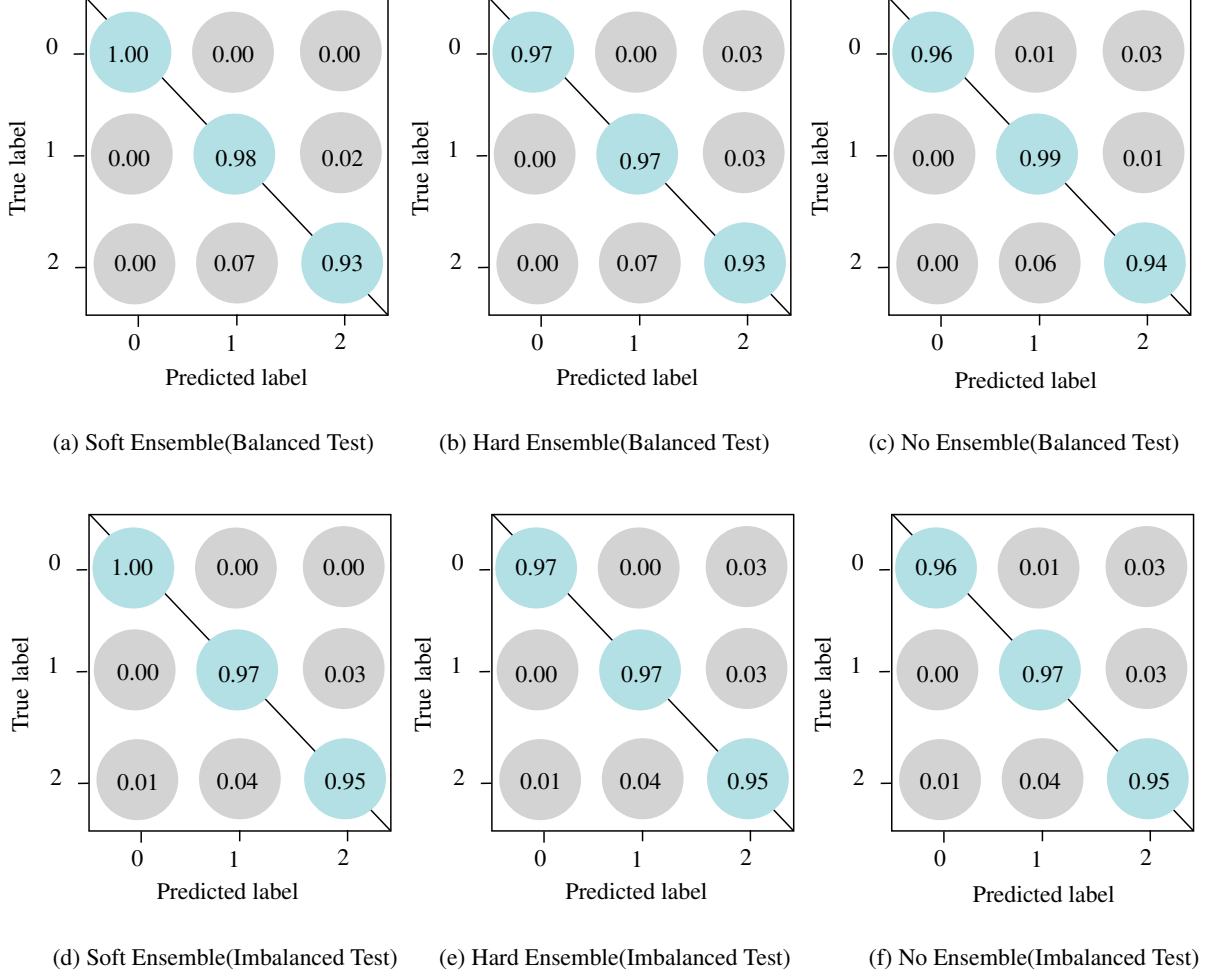 0 1.00 0.00 0.00 0 0.97 0.00 0.03 0 0.96 0.01 0.03
True label True label True label
1 0.00 0.98 0.02 1 0.00 0.97 0.03 1 0.00 0.99 0.01
2 0.00 0.07 0.93 2 0.00 0.07 0.93 2 0.00 0.06 0.94
0 1 2 0 1 2 0 1 2
Predicted label Predicted label Predicted label
(a) Soft Ensemble(Balanced Test) (b) Hard Ensemble(Balanced Test) (c) No Ensemble(Balanced Test)
0 1.00 0.00 0.00 0 0.97 0.00 0.03 0 0.96 0.01 0.03
True label True label True label
1 0.00 0.97 0.03 1 0.00 0.97 0.03 1 0.00 0.97 0.03
2 0.01 0.04 0.95 2 0.01 0.04 0.95 2 0.01 0.04 0.95
0 1 2 0 1 2 0 1 2
Predicted label Predicted label Predicted label
(d) Soft Ensemble(Imbalanced Test) (e) Hard Ensemble(Imbalanced Test) (f) No Ensemble(Imbalanced Test)